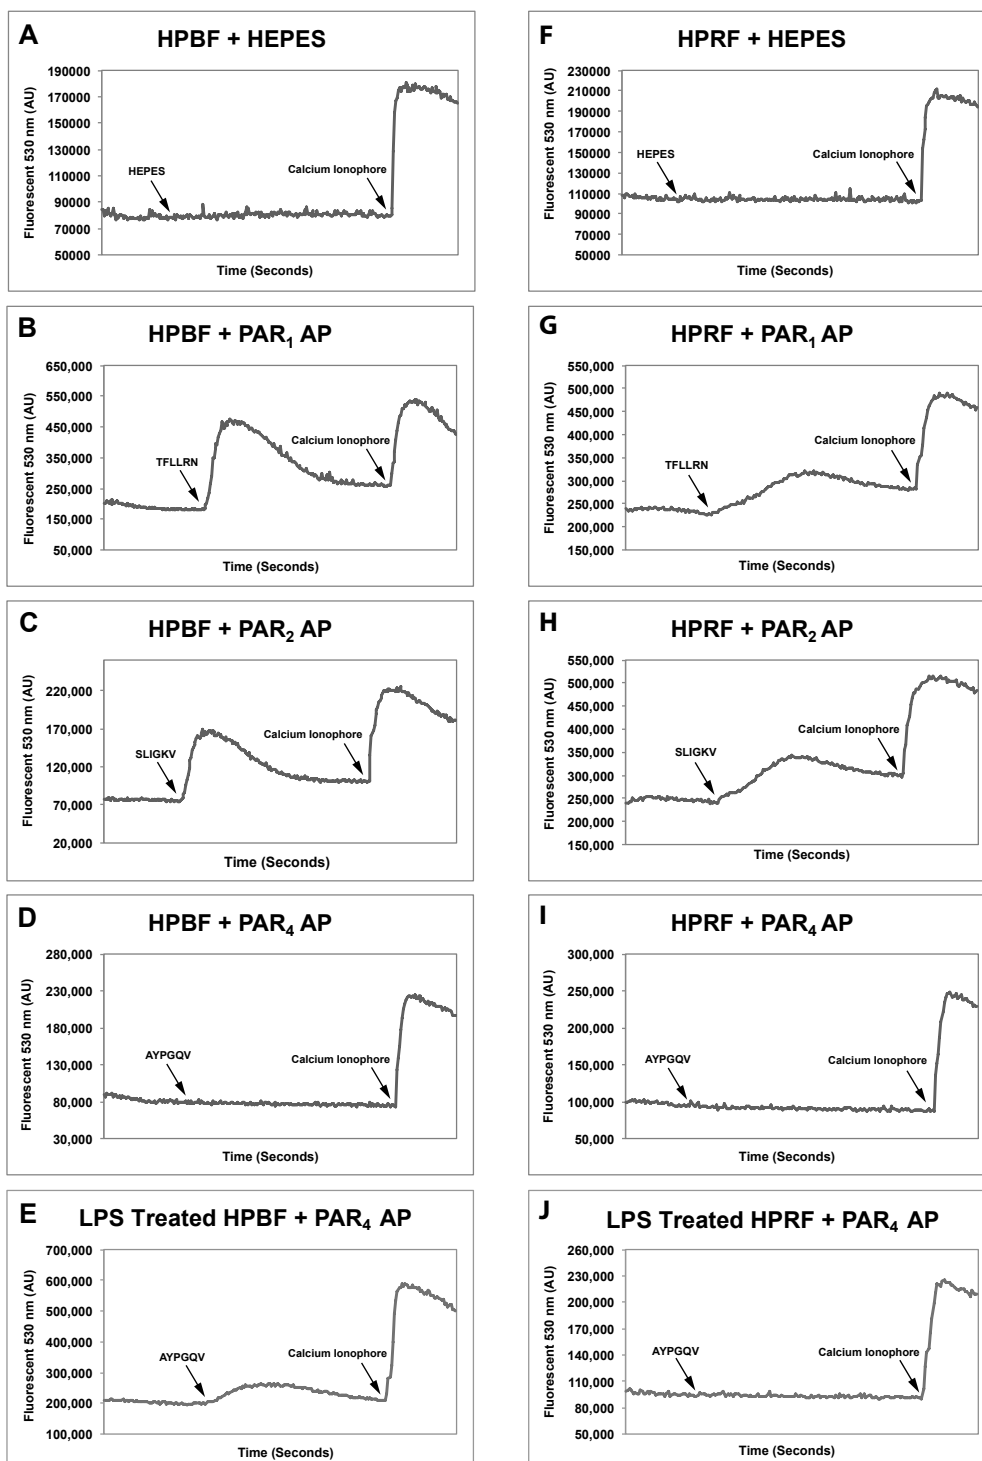 A
HPBF + HEPES
Fluorescent 530 nm (AU)
190000
170000
150000
130000
110000
90000
70000
50000
HEPES
Calcium Ionophore
Time (Seconds)
F
HPRF + HEPES
Fluorescent 530 nm (AU)
230000
210000
190000
170000
150000
130000
110000
90000
70000
50000
HEPES
Calcium Ionophore
Time (Seconds)
B
HPBF + PAR₁ AP
Fluorescent 530 nm (AU)
650,000
550,000
450,000
350,000
250,000
150,000
50,000
TFLLRN
Calcium Ionophore
Time (Seconds)
G
HPRF + PAR₁ AP
Fluorescent 530 nm (AU)
550,000
500,000
450,000
400,000
350,000
300,000
250,000
200,000
150,000
TFLLRN
Calcium Ionophore
Time (Seconds)
C
HPBF + PAR₂ AP
Fluorescent 530 nm (AU)
220,000
170,000
120,000
70,000
20,000
SLIGKV
Calcium Ionophore
Time (Seconds)
H
HPRF + PAR₂ AP
Fluorescent 530 nm (AU)
550,000
500,000
450,000
400,000
350,000
300,000
250,000
200,000
150,000
SLIGKV
Calcium Ionophore
Time (Seconds)
D
HPBF + PAR₄ AP
Fluorescent 530 nm (AU)
280,000
230,000
180,000
130,000
80,000
30,000
AYPGQV
Calcium Ionophore
Time (Seconds)
I
HPRF + PAR₄ AP
Fluorescent 530 nm (AU)
300,000
250,000
200,000
150,000
100,000
50,000
AYPGQV
Calcium Ionophore
Time (Seconds)
E
LPS Treated HPBF + PAR₄ AP
Fluorescent 530 nm (AU)
700,000
600,000
500,000
400,000
300,000
200,000
100,000
AYPGQV
Calcium Ionophore
Time (Seconds)
J
LPS Treated HPRF + PAR₄ AP
Fluorescent 530 nm (AU)
260,000
230,000
200,000
170,000
140,000
110,000
80,000
50,000
AYPGQV
Calcium Ionophore
Time (Seconds)